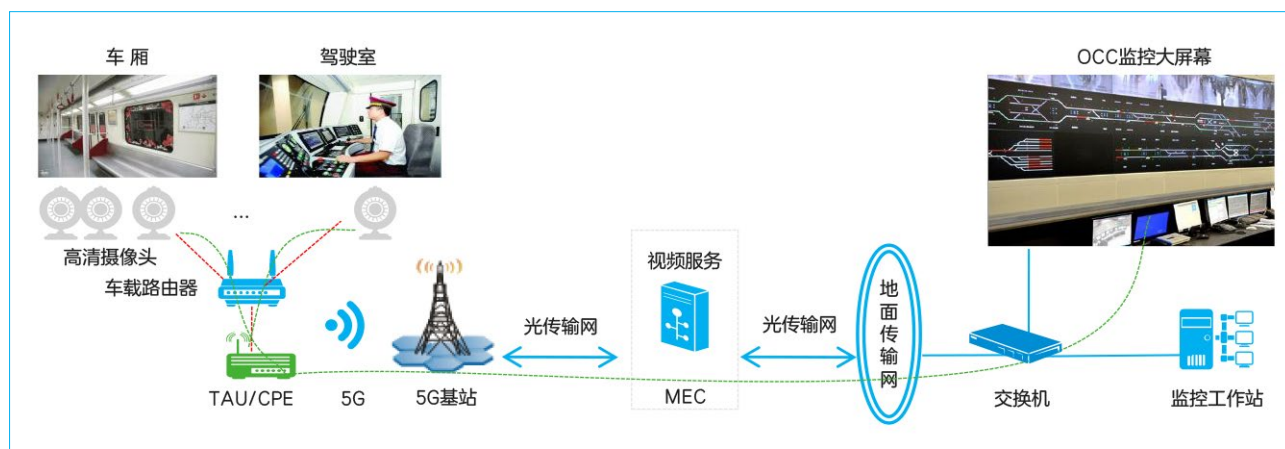 车 厢
驾驶室
OCC监控大屏幕
...
高清摄像头
车载路由器
视频服务
光传输网
光传输网
地面传输网
TAU/CPE
5G
5G基站
MEC
交换机
监控工作站